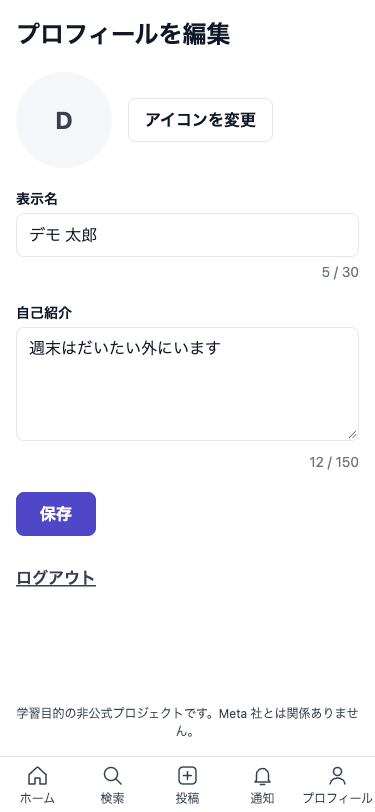 プロフィールを編集
D
アイコンを変更
表示名
デモ 太郎
5 / 30
自己紹介
週末はだいたい外にいます
12 / 150
保存
ログアウト
学習目的の非公式プロジェクトです。Meta 社とは関係ありませ
ん。
ホーム 検索 投稿 通知 プロフィール